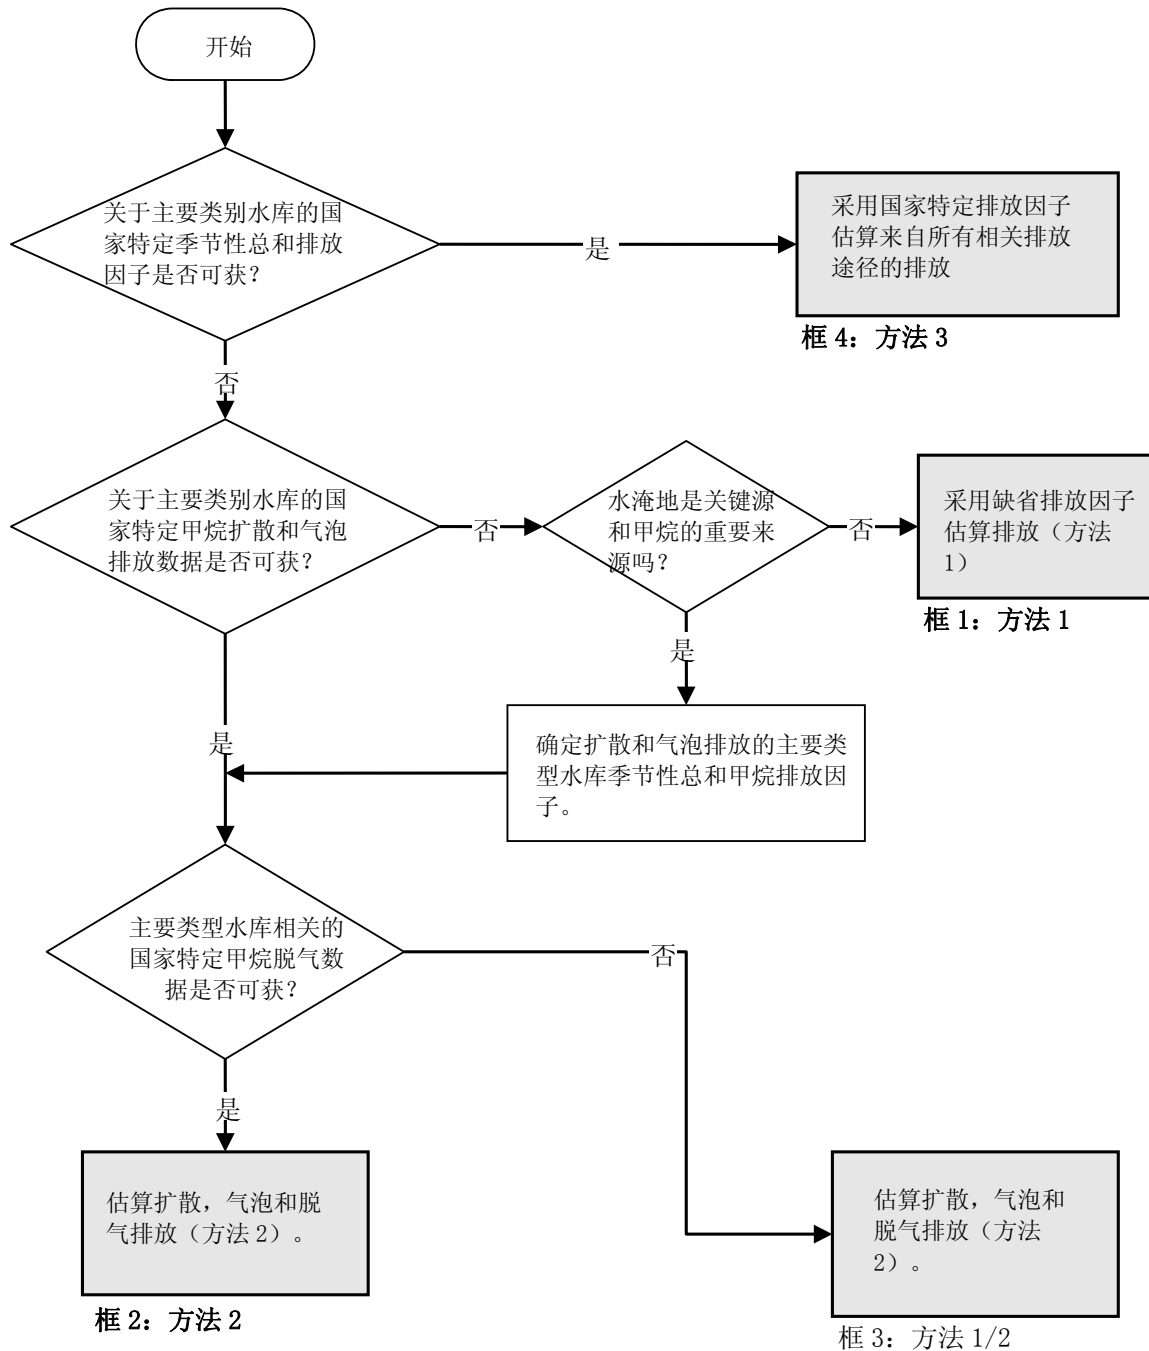 开始
关于主要类别水库的国
家特定季节性总和排放
因子是否可获？
是
采用国家特定排放因子
估算来自所有相关排放
途径的排放
框 4：方法 3
否
关于主要类别水库的国
家特定甲烷扩散和气泡
排放数据是否可获？
否
水淹地是关键源
和甲烷的重要来
源吗？
否
采用缺省排放因子
估算排放（方法
1）
框 1：方法 1
是
是
确定扩散和气泡排放的主要类
型水库季节性总和甲烷排放因
子。
主要类型水库相关的
国家特定甲烷脱气数
据是否可获？
否
是
估算扩散，气泡和脱
气排放（方法 2）。
框 2：方法 2
估算扩散，气泡和
脱气排放（方法
2）。
框 3：方法 1/2